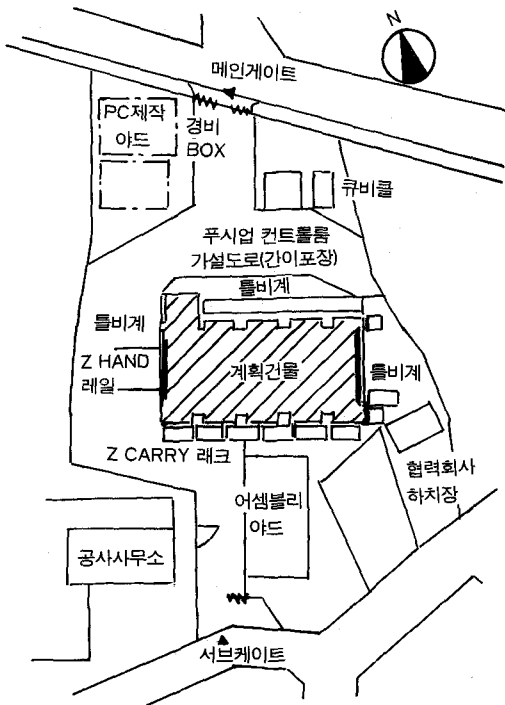 N
메인게이트
PC제작
야드
경비
BOX
큐비클
푸시업 컨트롤룸
가설도로(간이포장)
틀비계
틀비계
Z HAND
레일
계획건물
틀비계
Z CARRY 래크
협력회사
하치장
어셈블리
야드
공사사무소
서브케이트